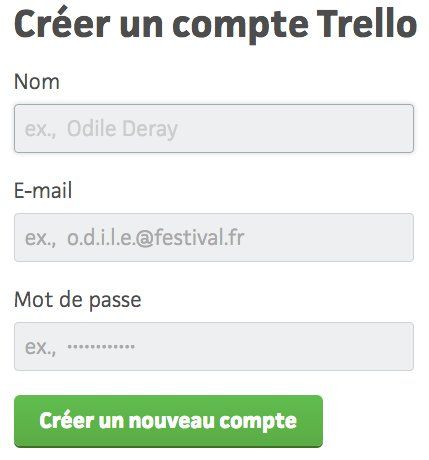 Créer un compte Trello
Nom
ex., Odile Deray
E-mail
ex., o.d.i.l.e.@festival.fr
Mot de passe
ex., ••••••••••••
Créer un nouveau compte